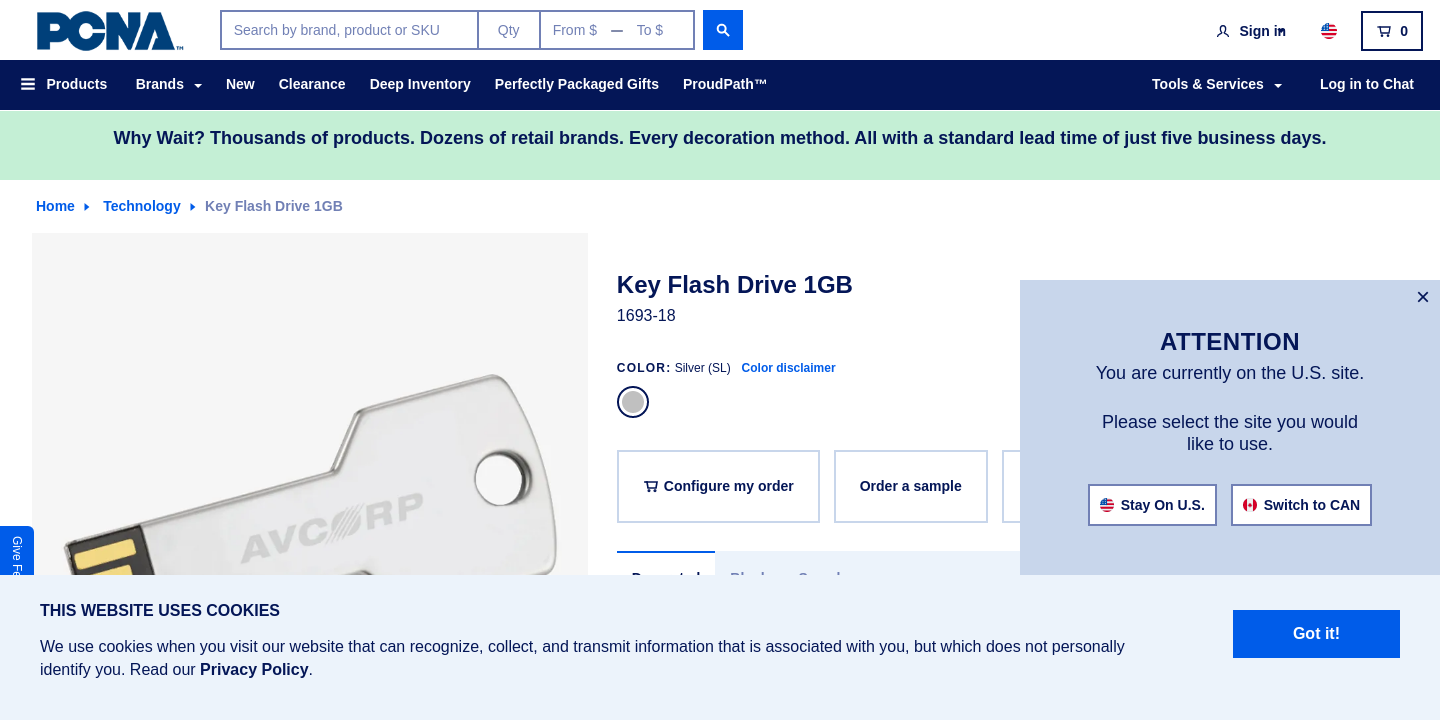 PCNA™
Search by brand, product or SKU
Qty
From $ — To $
Sign in
0
Products
Brands
New
Clearance
Deep Inventory
Perfectly Packaged Gifts
ProudPath™
Tools & Services
Log in to Chat
Why Wait? Thousands of products. Dozens of retail brands. Every decoration method. All with a standard lead time of just five business days.
Home
Technology
Key Flash Drive 1GB
AVCORP
Key Flash Drive 1GB
1693-18
COLOR: Silver (SL) Color disclaimer
Configure my order
Order a sample
×
ATTENTION
You are currently on the U.S. site.
Please select the site you would
like to use.
Stay On U.S.
Switch to CAN
Give
THIS WEBSITE USES COOKIES
We use cookies when you visit our website that can recognize, collect, and transmit information that is associated with you, but which does not personally
identify you. Read our Privacy Policy.
Got it!